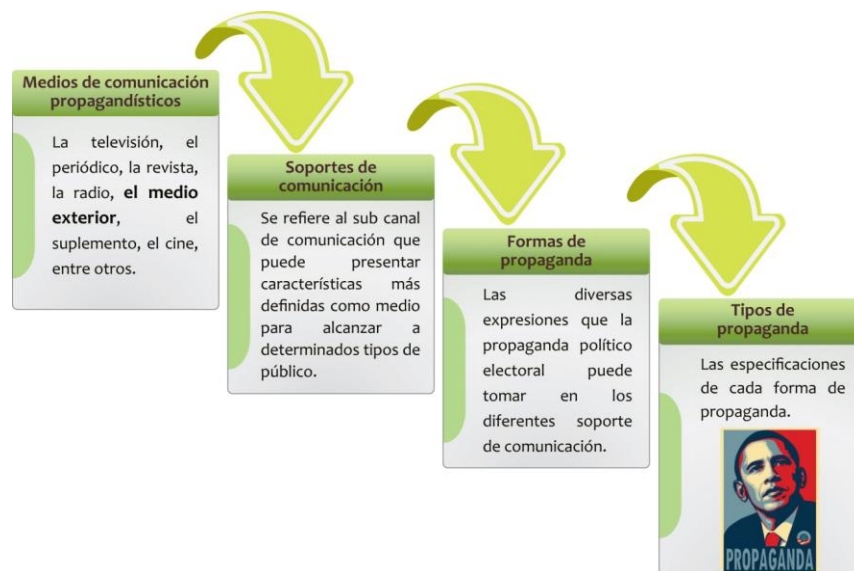 Medios de comunicación
propagandísticos
La televisión, el
periódico, la revista,
la radio, el medio
exterior, el
suplemento, el cine,
entre otros.
Soportes de
comunicación
Se refiere al sub canal
de comunicación que
puede presentar
características más
definidas como medio
para alcanzar a
determinados tipos de
público.
Formas de
propaganda
Las diversas
expresiones que la
propaganda político
electoral puede
tomar en los
diferentes soporte
de comunicación.
Tipos de
propaganda
Las especificaciones
de cada forma de
propaganda.
PROPAGANDA